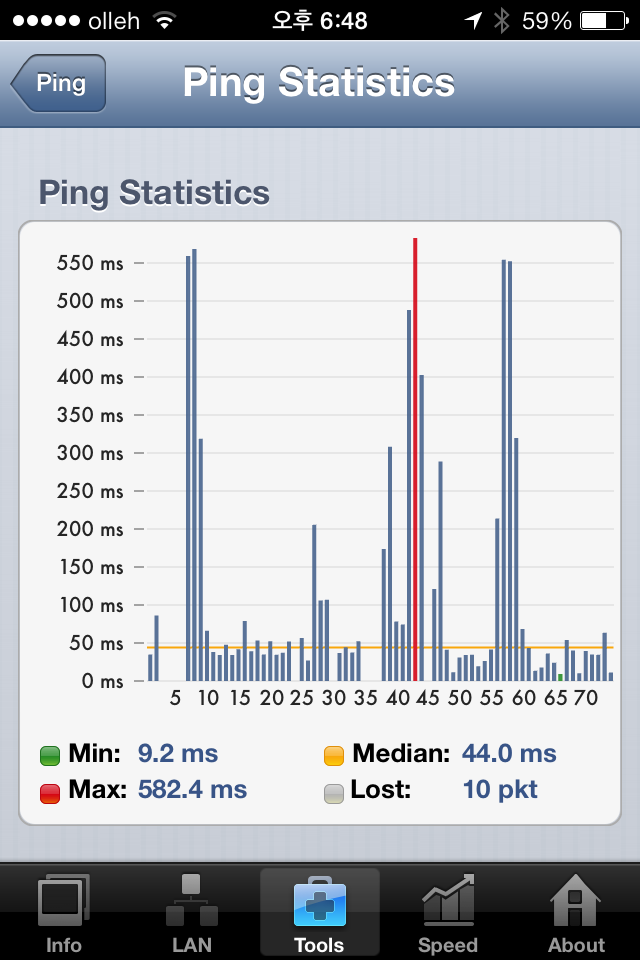 olleh 오후 6:48 59%
Ping Ping Statistics
Ping Statistics
550 ms
500 ms
450 ms
400 ms
350 ms
300 ms
250 ms
200 ms
150 ms
100 ms
50 ms
0 ms
5 10 15 20 25 30 35 40 45 50 55 60 65 70
Min: 9.2 ms Median: 44.0 ms
Max: 582.4 ms Lost: 10 pkt
Info LAN Tools Speed About